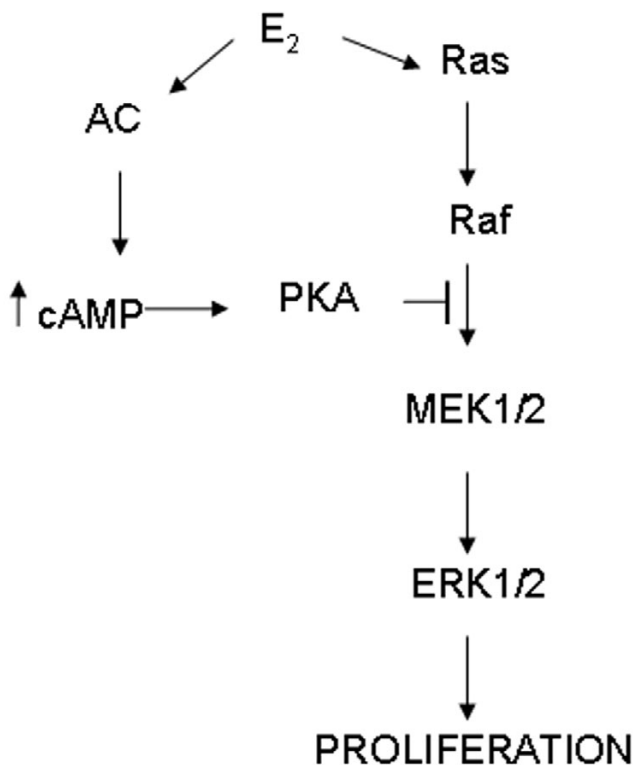 E₂
Ras
AC
Raf
cAMP
PKA
MEK1/2
ERK1/2
PROLIFERATION